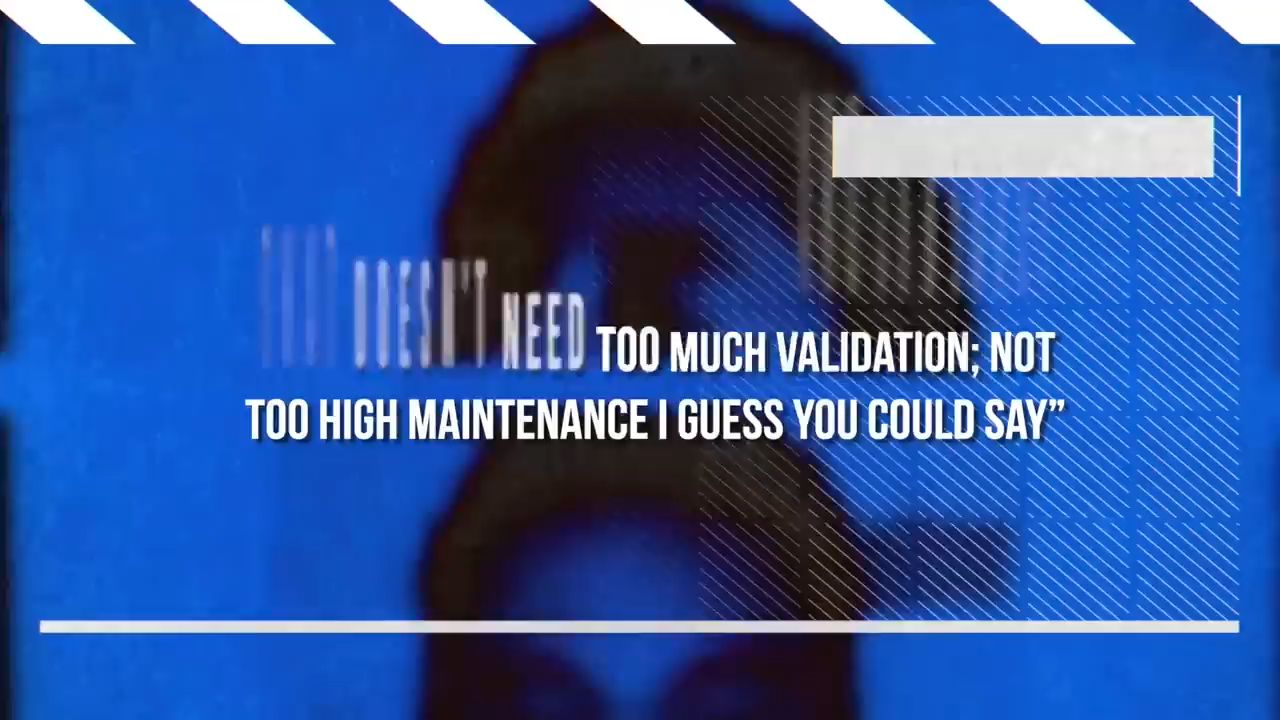 DOESN'T NEED TOO MUCH VALIDATION; NOT
TOO HIGH MAINTENANCE I GUESS YOU COULD SAY”